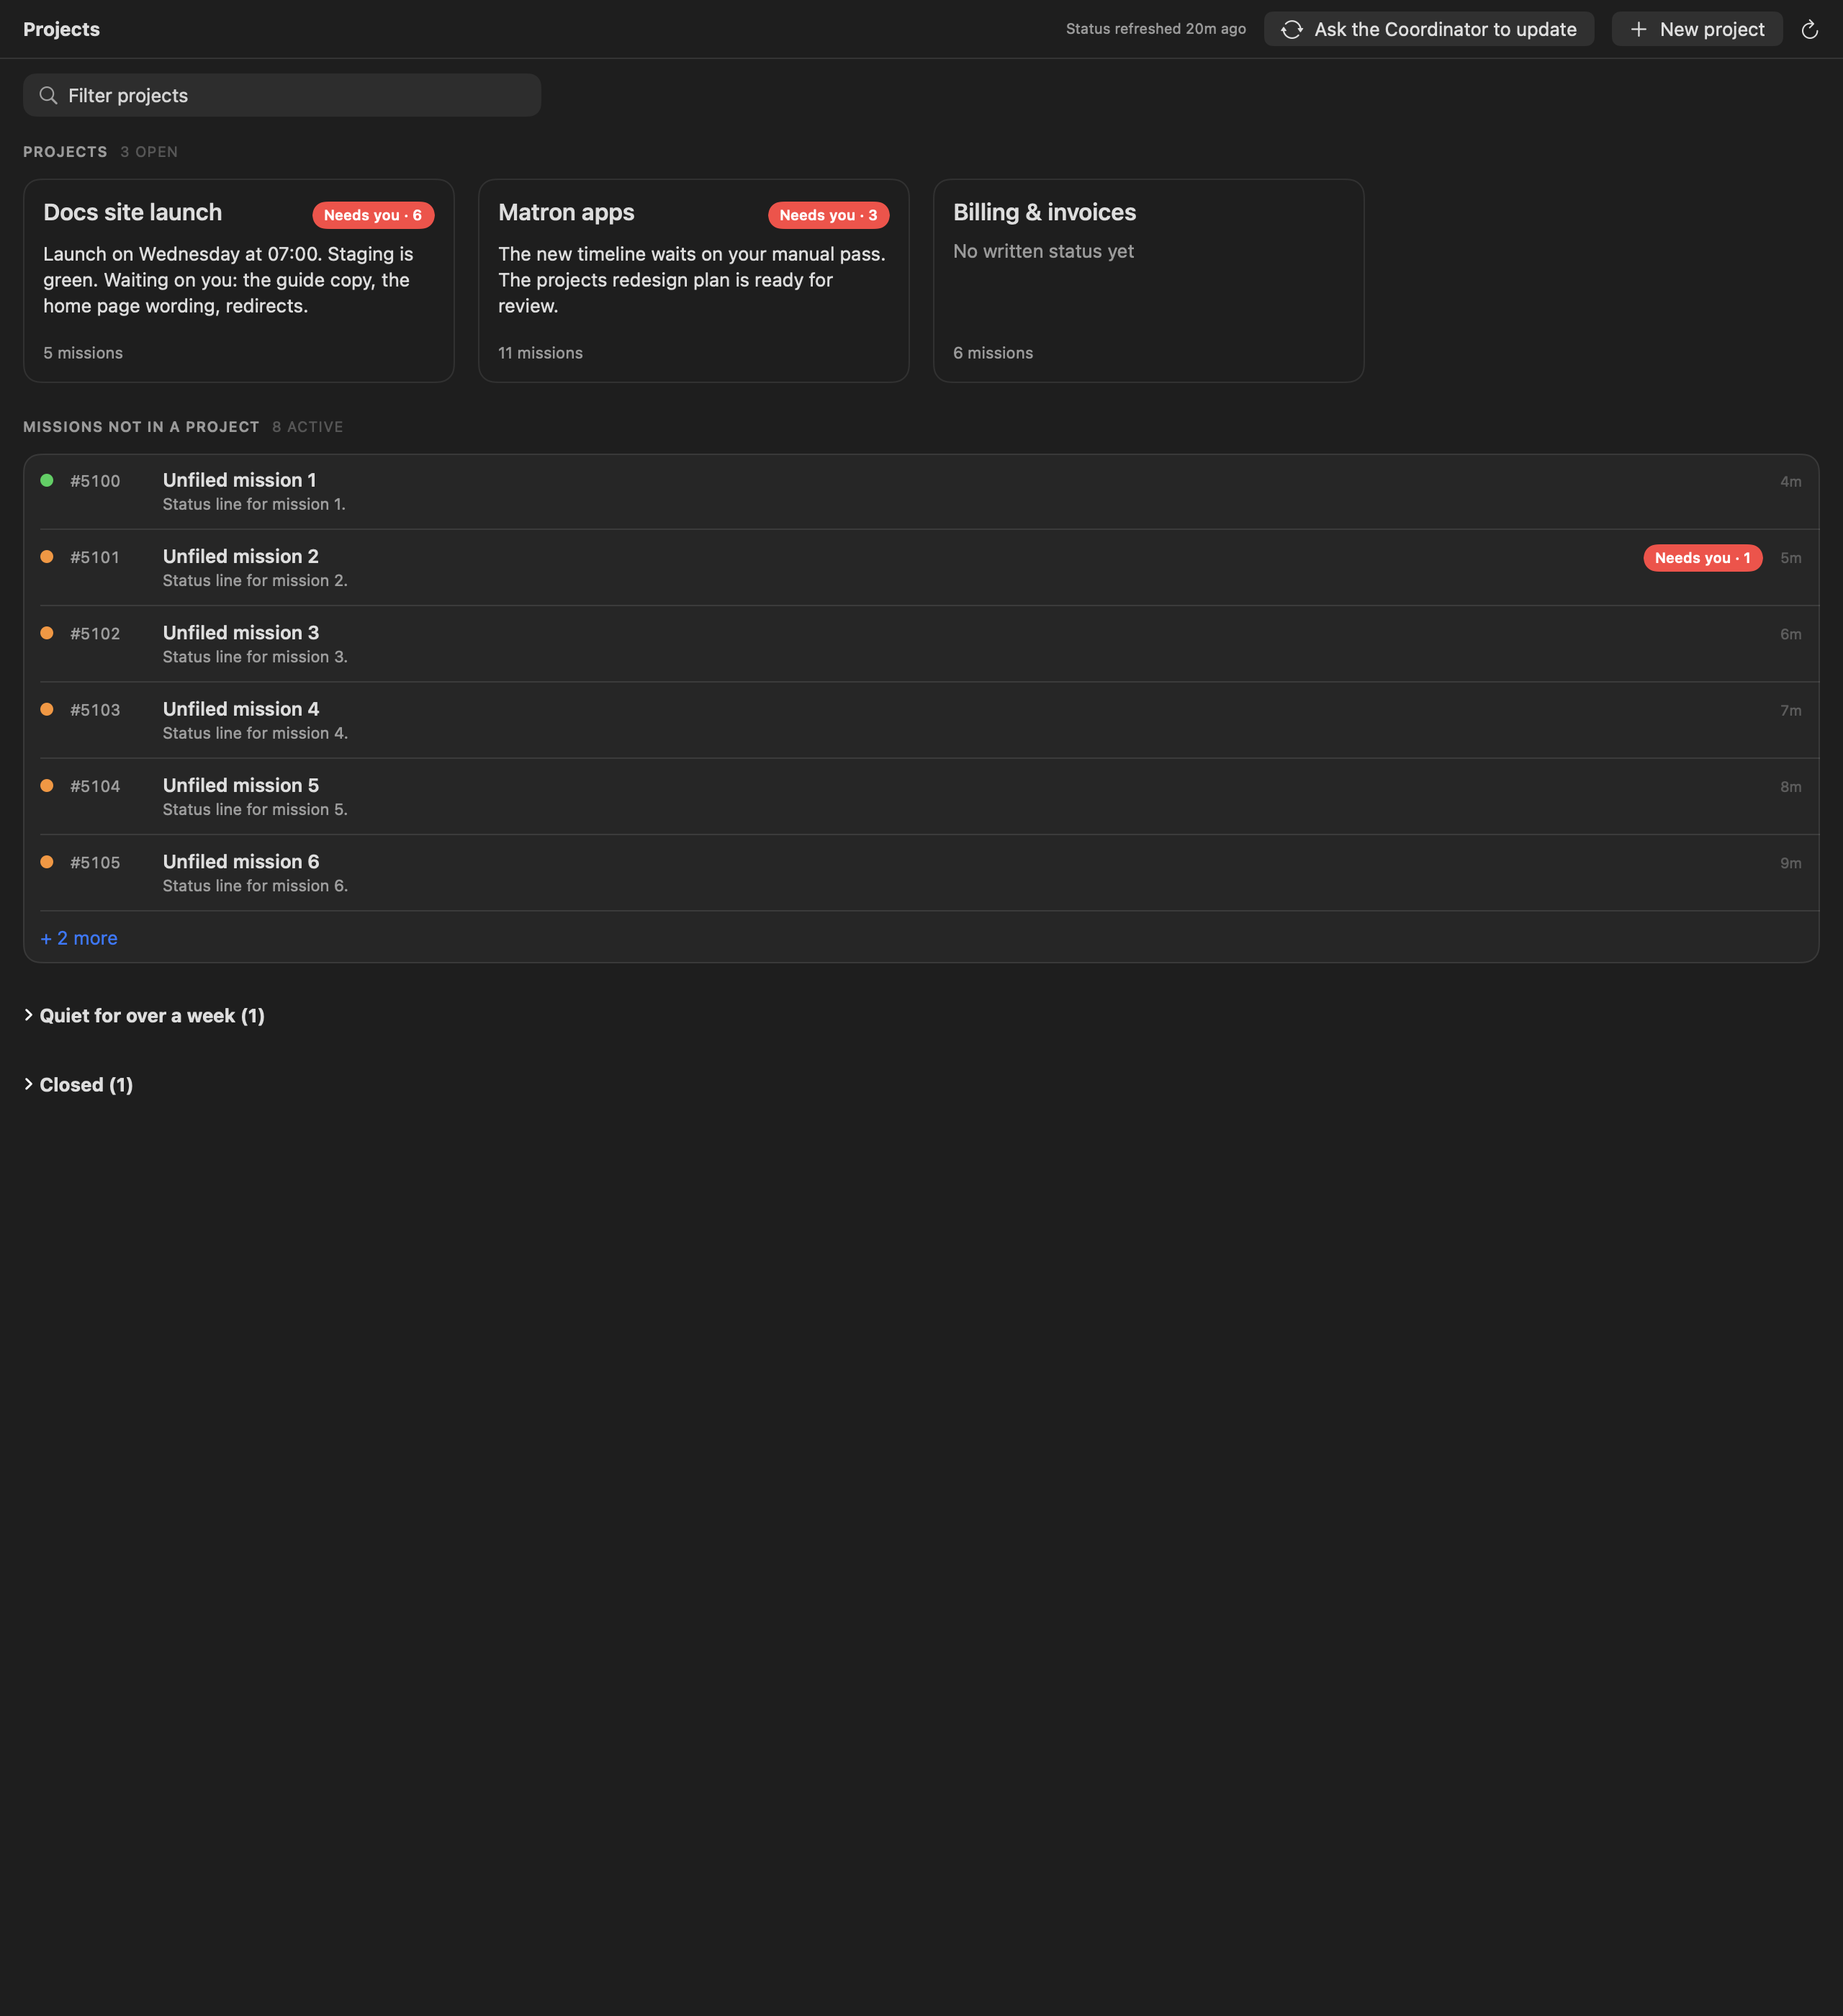 Projects
Status refreshed 20m ago
Ask the Coordinator to update
New project
Filter projects
PROJECTS 3 OPEN
Docs site launch
Needs you · 6
Launch on Wednesday at 07:00. Staging is
green. Waiting on you: the guide copy, the
home page wording, redirects.
5 missions
Matron apps
Needs you · 3
The new timeline waits on your manual pass.
The projects redesign plan is ready for
review.
11 missions
Billing & invoices
No written status yet
6 missions
MISSIONS NOT IN A PROJECT 8 ACTIVE
#5100 Unfiled mission 1 4m
Status line for mission 1.
#5101 Unfiled mission 2 Needs you · 1 5m
Status line for mission 2.
#5102 Unfiled mission 3 6m
Status line for mission 3.
#5103 Unfiled mission 4 7m
Status line for mission 4.
#5104 Unfiled mission 5 8m
Status line for mission 5.
#5105 Unfiled mission 6 9m
Status line for mission 6.
+ 2 more
Quiet for over a week (1)
Closed (1)